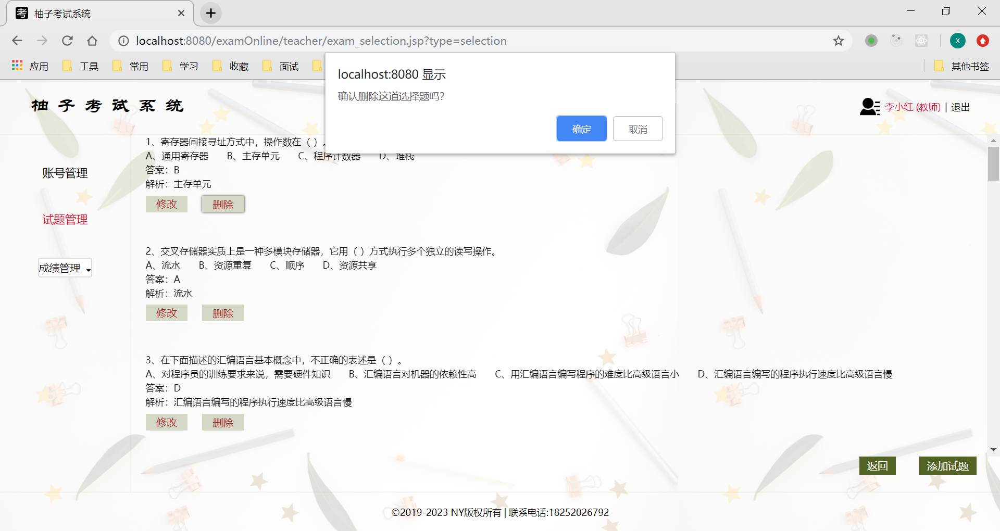 柚子考试系统
localhost:8080/examOnline/teacher/exam_selection.jsp?type=selection
x
应用 工具 常用 学习 收藏 面试 其他书签
localhost:8080 显示
确认删除这道选择题吗?
确定 取消
柚子考试系统
李小红 (教师) | 退出
账号管理
试题管理
成绩管理
1、寄存器间接寻址方式中，操作数在（ ）。
A、通用寄存器 B、主存单元 C、程序计数器 D、堆栈
答案：B
解析：主存单元
修改 删除
2、交叉存储器实质上是一种多模块存储器，它用（ ）方式执行多个独立的读写操作。
A、流水 B、资源重复 C、顺序 D、资源共享
答案：A
解析：流水
修改 删除
3、在下面描述的汇编语言基本概念中，不正确的表述是（ ）。
A、对程序员的训练要求来说，需要硬件知识 B、汇编语言对机器的依赖性高 C、用汇编语言编写程序的难度比高级语言小 D、汇编语言编写的程序执行速度比高级语言慢
答案：D
解析：汇编语言编写的程序执行速度比高级语言慢
修改 删除
返回 添加试题
©2019-2023 NY版权所有 | 联系电话:18252026792